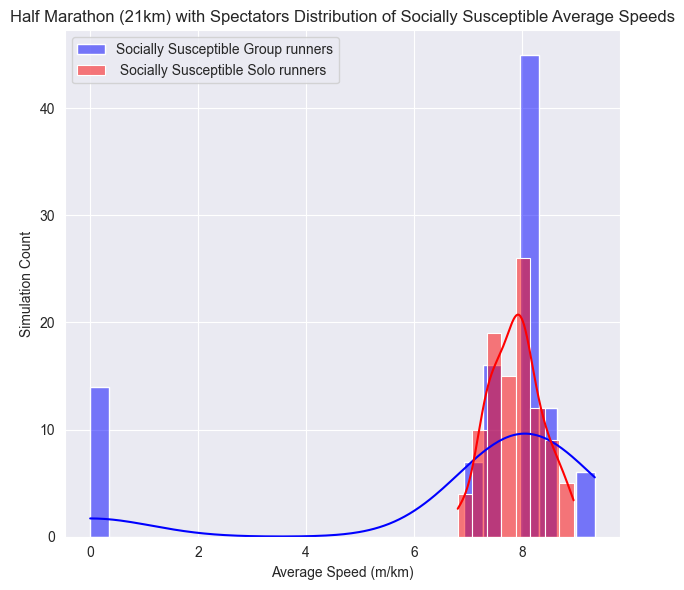 Half Marathon (21km) with Spectators Distribution of Socially Susceptible Average Speeds
Socially Susceptible Group runners
Socially Susceptible Solo runners
40
30
20
10
0
Simulation Count
0 2 4 6 8
Average Speed (m/km)